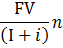 FV
(I + i) n